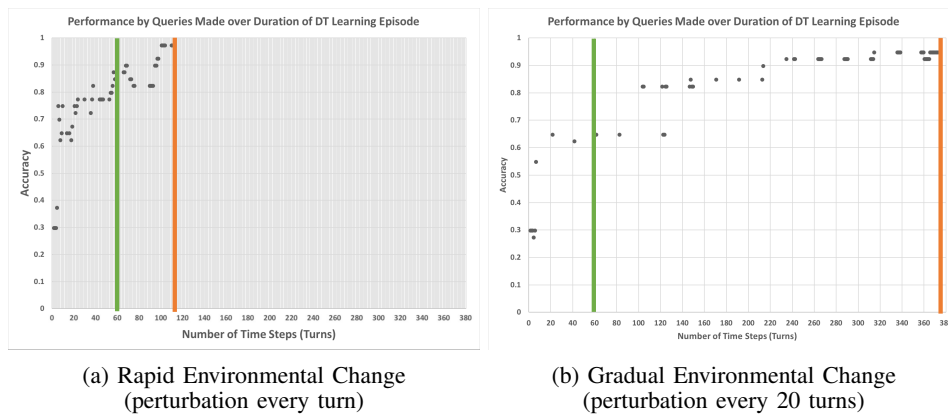 Performance by Queries Made over Duration of DT Learning Episode
1
0.9
0.8
0.7
0.6
0.5
0.4
0.3
0.2
0.1
0
Accuracy
0 20 40 60 80 100 120 140 160 180 200 220 240 260 280 300 320 340 360 380
Number of Time Steps (Turns)
(a) Rapid Environmental Change
(perturbation every turn)
Performance by Queries Made over Duration of DT Learning Episode
1
0.9
0.8
0.7
0.6
0.5
0.4
0.3
0.2
0.1
0
Accuracy
0 20 40 60 80 100 120 140 160 180 200 220 240 260 280 300 320 340 360 38
Number of Time Steps (Turns)
(b) Gradual Environmental Change
(perturbation every 20 turns)